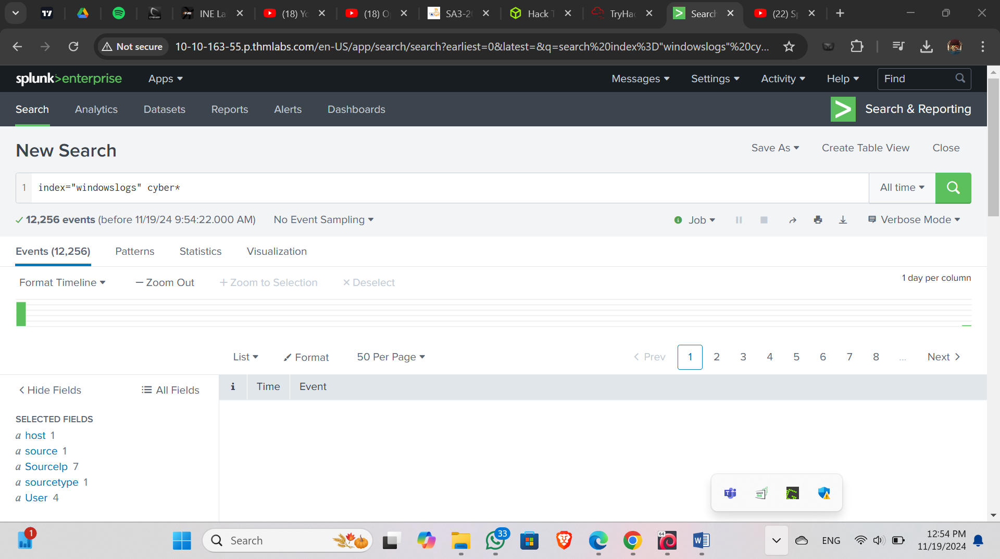 INE La
(18) Yo
(18) O
SA3-2
Hack T
TryHac
Search
(22) Sp
Not secure
10-10-163-55.p.thmlabs.com/en-US/app/search/search?earliest=0&latest=&q=search%20index%3D"windowslogs"%20cy...
splunk>enterprise
Apps
Messages
Settings
Activity
Help
Find
Search
Analytics
Datasets
Reports
Alerts
Dashboards
Search & Reporting
New Search
Save As
Create Table View
Close
1 index="windowslogs" cyber*
All time
12,256 events (before 11/19/24 9:54:22.000 AM)
No Event Sampling
Job
Verbose Mode
Events (12,256)
Patterns
Statistics
Visualization
Format Timeline
Zoom Out
Zoom to Selection
Deselect
1 day per column
List
Format
50 Per Page
Prev
1 2 3 4 5 6 7 8 ...
Next
Hide Fields
All Fields
i Time Event
SELECTED FIELDS
a host 1
a source 1
a SourceIp 7
a sourcetype 1
a User 4
1
Search
33
64
ENG
12:54 PM
11/19/2024